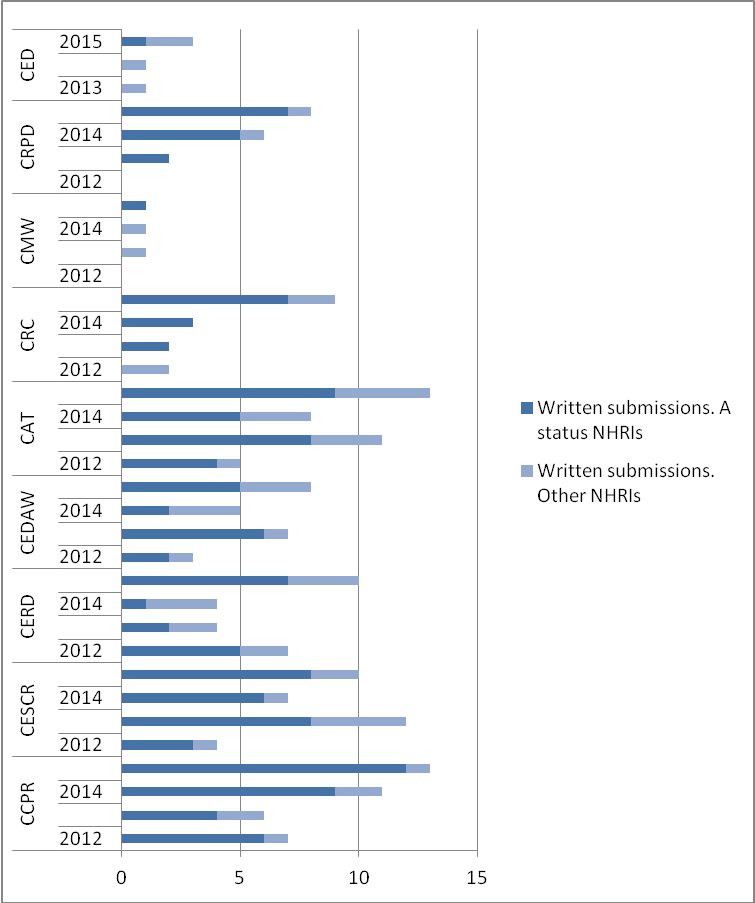 CED
2015
2013
CRPD
2014
2012
CMW
2014
2012
CRC
2014
2012
CAT
2014
2012
CEDAW
2014
2012
CERD
2014
2012
CESCR
2014
2012
CCPR
2014
2012
0 5 10 15
Written submissions. A
status NHRIs
Written submissions.
Other NHRIs